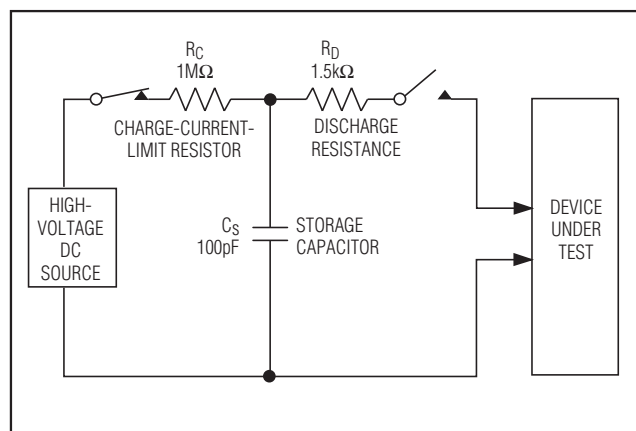 R_C
1MΩ
CHARGE-CURRENT-
LIMIT RESISTOR
R_D
1.5kΩ
DISCHARGE
RESISTANCE
HIGH-
VOLTAGE
DC
SOURCE
C_S
100pF
STORAGE
CAPACITOR
DEVICE
UNDER
TEST